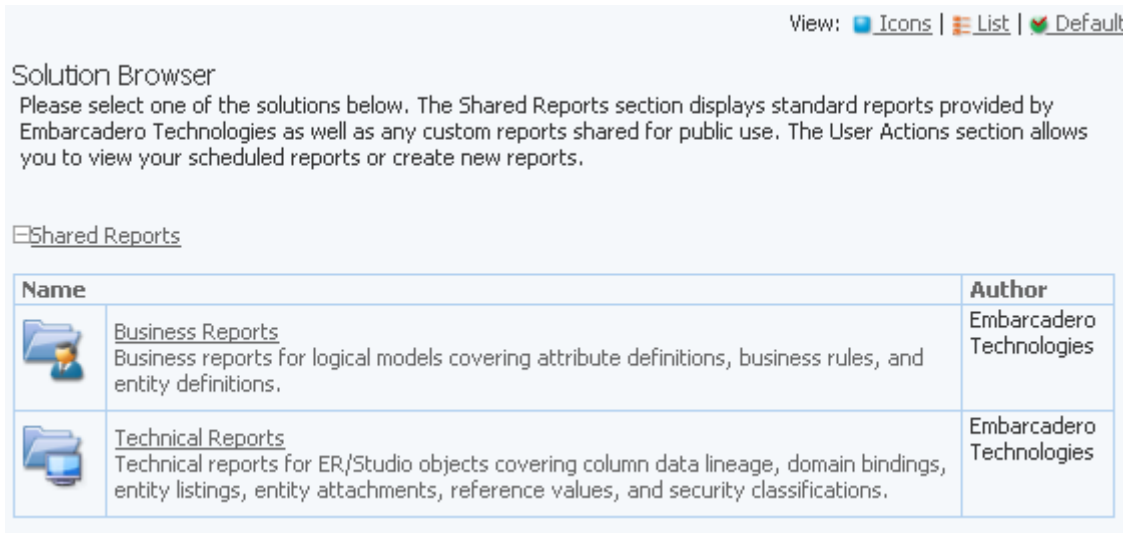 View: Icons | List | Default
Solution Browser
Please select one of the solutions below. The Shared Reports section displays standard reports provided by
Embarcadero Technologies as well as any custom reports shared for public use. The User Actions section allows
you to view your scheduled reports or create new reports.
Shared Reports
Name Author
Business Reports
Business reports for logical models covering attribute definitions, business rules, and
entity definitions.
Embarcadero
Technologies
Technical Reports
Technical reports for ER/Studio objects covering column data lineage, domain bindings,
entity listings, entity attachments, reference values, and security classifications.
Embarcadero
Technologies